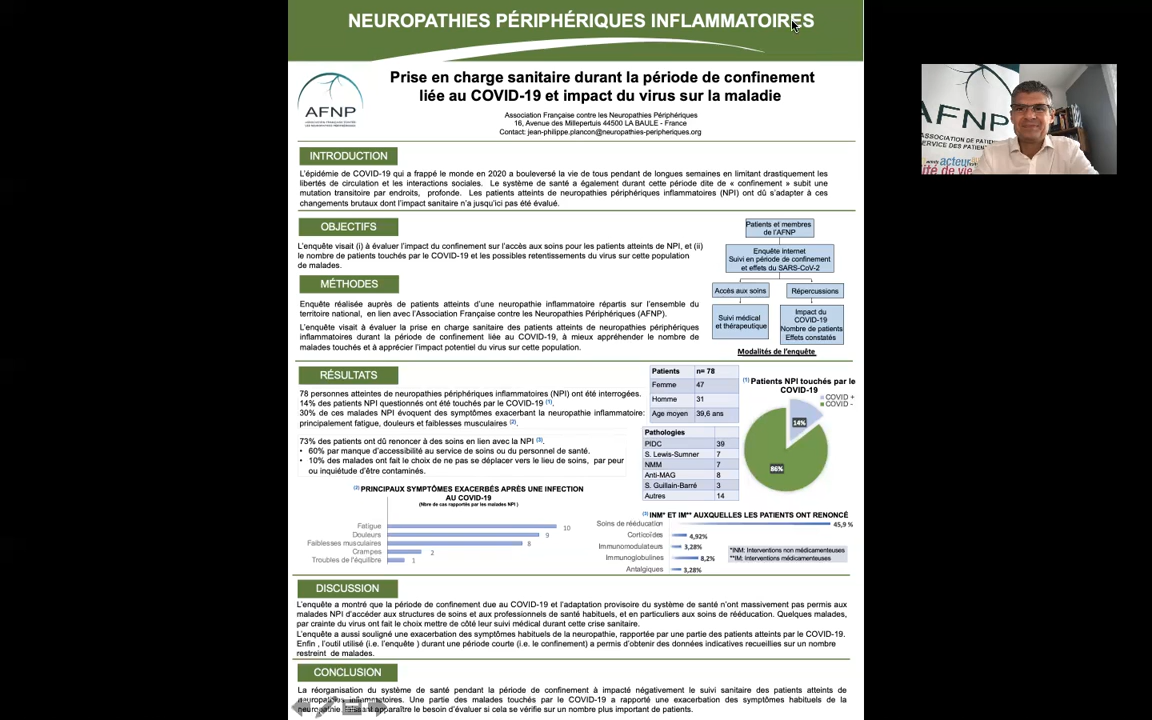 NEUROPATHIES PÉRIPHÉRIQUES INFLAMMATOIRES
AFNP
Prise en charge sanitaire durant la période de confinement
liée au COVID-19 et impact du virus sur la maladie
Association Française contre les Neuropathies Périphériques
16, Avenue des Millepertuis 44500 LA BAULE - France
Contact: jean-philippe.plancon@neuropathies-peripheriques.org
AFNP
ASSOCIATION DE PATIEN
SERVICE DES PATIE
acteur
ité de vie
INTRODUCTION
L'épidémie de COVID-19 qui a frappé le monde en 2020 a bouleversé la vie de tous pendant de longues semaines en limitant drastiquement les
libertés de circulation et les interactions sociales. Le système de santé a également durant cette période dite de « confinement » subit une
mutation transitoire par endroits, profonde. Les patients atteints de neuropathies périphériques inflammatoires (NPI) ont dû s'adapter à ces
changements brutaux dont l'impact sanitaire n'a jusqu'ici pas été évalué.
OBJECTIFS
L'enquête visait (i) à évaluer l'impact du confinement sur l'accès aux soins pour les patients atteints de NPI, et (ii)
le nombre de patients touchés par le COVID-19 et les possibles retentissements du virus sur cette population
de malades.
MÉTHODES
Enquête réalisée auprès de patients atteints d'une neuropathie inflammatoire répartis sur l'ensemble du
territoire national, en lien avec l'Association Française contre les Neuropathies Périphériques (AFNP).
L'enquête visait à évaluer la prise en charge sanitaire des patients atteints de neuropathies périphériques
inflammatoires durant la période de confinement liée au COVID-19, à mieux appréhender le nombre de
malades touchés et à apprécier l'impact potentiel du virus sur cette population.
Patients et membres
de l'AFNP
Enquête internet
Suivi en période de confinement
et effets du SARS-CoV-2
Accès aux soins
Répercussions
Suivi médical
et thérapeutique
Impact du
COVID-19
Nombre de patients
Effets constatés
Modalités de l'enquête
RÉSULTATS
78 personnes atteintes de neuropathies périphériques inflammatoires (NPI) ont été interrogées.
14% des patients NPI questionnés ont été touchés par le COVID-19 (1).
30% de ces malades NPI évoquent des symptômes exacerbant la neuropathie inflammatoire:
principalement fatigue, douleurs et faiblesses musculaires (2).
73% des patients ont dû renoncer à des soins en lien avec la NPI (3).
• 60% par manque d'accessibilité au service de soins ou du personnel de santé.
• 10% des malades ont fait le choix de ne pas se déplacer vers le lieu de soins, par peur
ou inquiétude d'être contaminés.
Patients n= 78
Femme 47
Homme 31
Age moyen 39,6 ans
Pathologies
PIDC 39
S. Lewis-Sumner 7
NMM 7
Anti-MAG 8
S. Guillain-Barré 3
Autres 14
(1) Patients NPI touchés par le
COVID-19
COVID +
COVID –
14%
86%
(2) PRINCIPAUX SYMPTÔMES EXACERBÉS APRÈS UNE INFECTION
AU COVID-19
(Nbre de cas rapportés par les malades NPI )
Fatigue 10
Douleurs 9
Faiblesses musculaires 8
Crampes 2
Troubles de l'équilibre 1
(3) INM* ET IM** AUXQUELLES LES PATIENTS ONT RENONCÉ
Soins de rééducation 45,9 %
Corticoïdes 4,92%
Immunomodulateurs 3,28%
Immunoglobulines 8,2%
Antalgiques 3,28%
*INM: Interventions non médicamenteuses
**IM: Interventions médicamenteuses
DISCUSSION
L'enquête a montré que la période de confinement due au COVID-19 et l'adaptation provisoire du système de santé n'ont massivement pas permis aux
malades NPI d'accéder aux structures de soins et aux professionnels de santé habituels, et en particuliers aux soins de rééducation. Quelques malades,
par crainte du virus ont fait le choix mettre de côté leur suivi médical durant cette crise sanitaire.
L'enquête a aussi souligné une exacerbation des symptômes habituels de la neuropathie, rapportée par une partie des patients atteints par le COVID-19.
Enfin , l'outil utilisé (i.e. l'enquête ) durant une période courte (i.e. le confinement) a permis d'obtenir des données indicatives recueillies sur un nombre
restreint de malades.
CONCLUSION
La réorganisation du système de santé pendant la période de confinement à impacté négativement le suivi sanitaire des patients atteints de
neuropathies inflammatoires. Une partie des malades touchés par le COVID-19 a rapporté une exacerbation des symptômes habituels de la
neuropathie faisant apparaître le besoin d'évaluer si cela se vérifie sur un nombre plus important de patients.